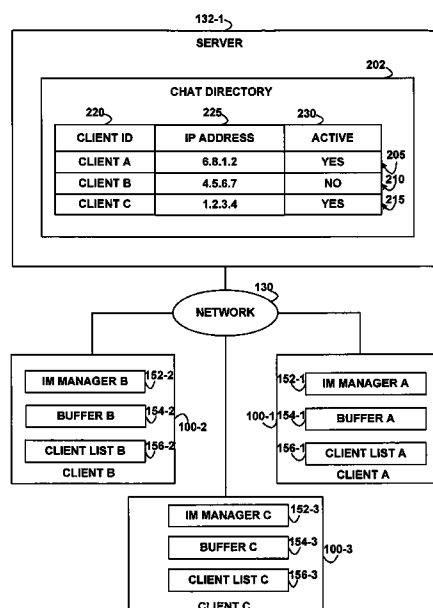 132-1
SERVER
202
CHAT DIRECTORY
220 225 230
CLIENT ID IP ADDRESS ACTIVE
CLIENT A 6.8.1.2 YES 205
CLIENT B 4.5.6.7 NO 210
CLIENT C 1.2.3.4 YES 215
130
NETWORK
IM MANAGER B 152-2
BUFFER B 154-2
100-2
CLIENT LIST B 156-2
CLIENT B
152-1 IM MANAGER A
100-1 154-1 BUFFER A
156-1 CLIENT LIST A
CLIENT A
IM MANAGER C 152-3
BUFFER C 154-3
100-3
CLIENT LIST C 156-3
CLIENT C